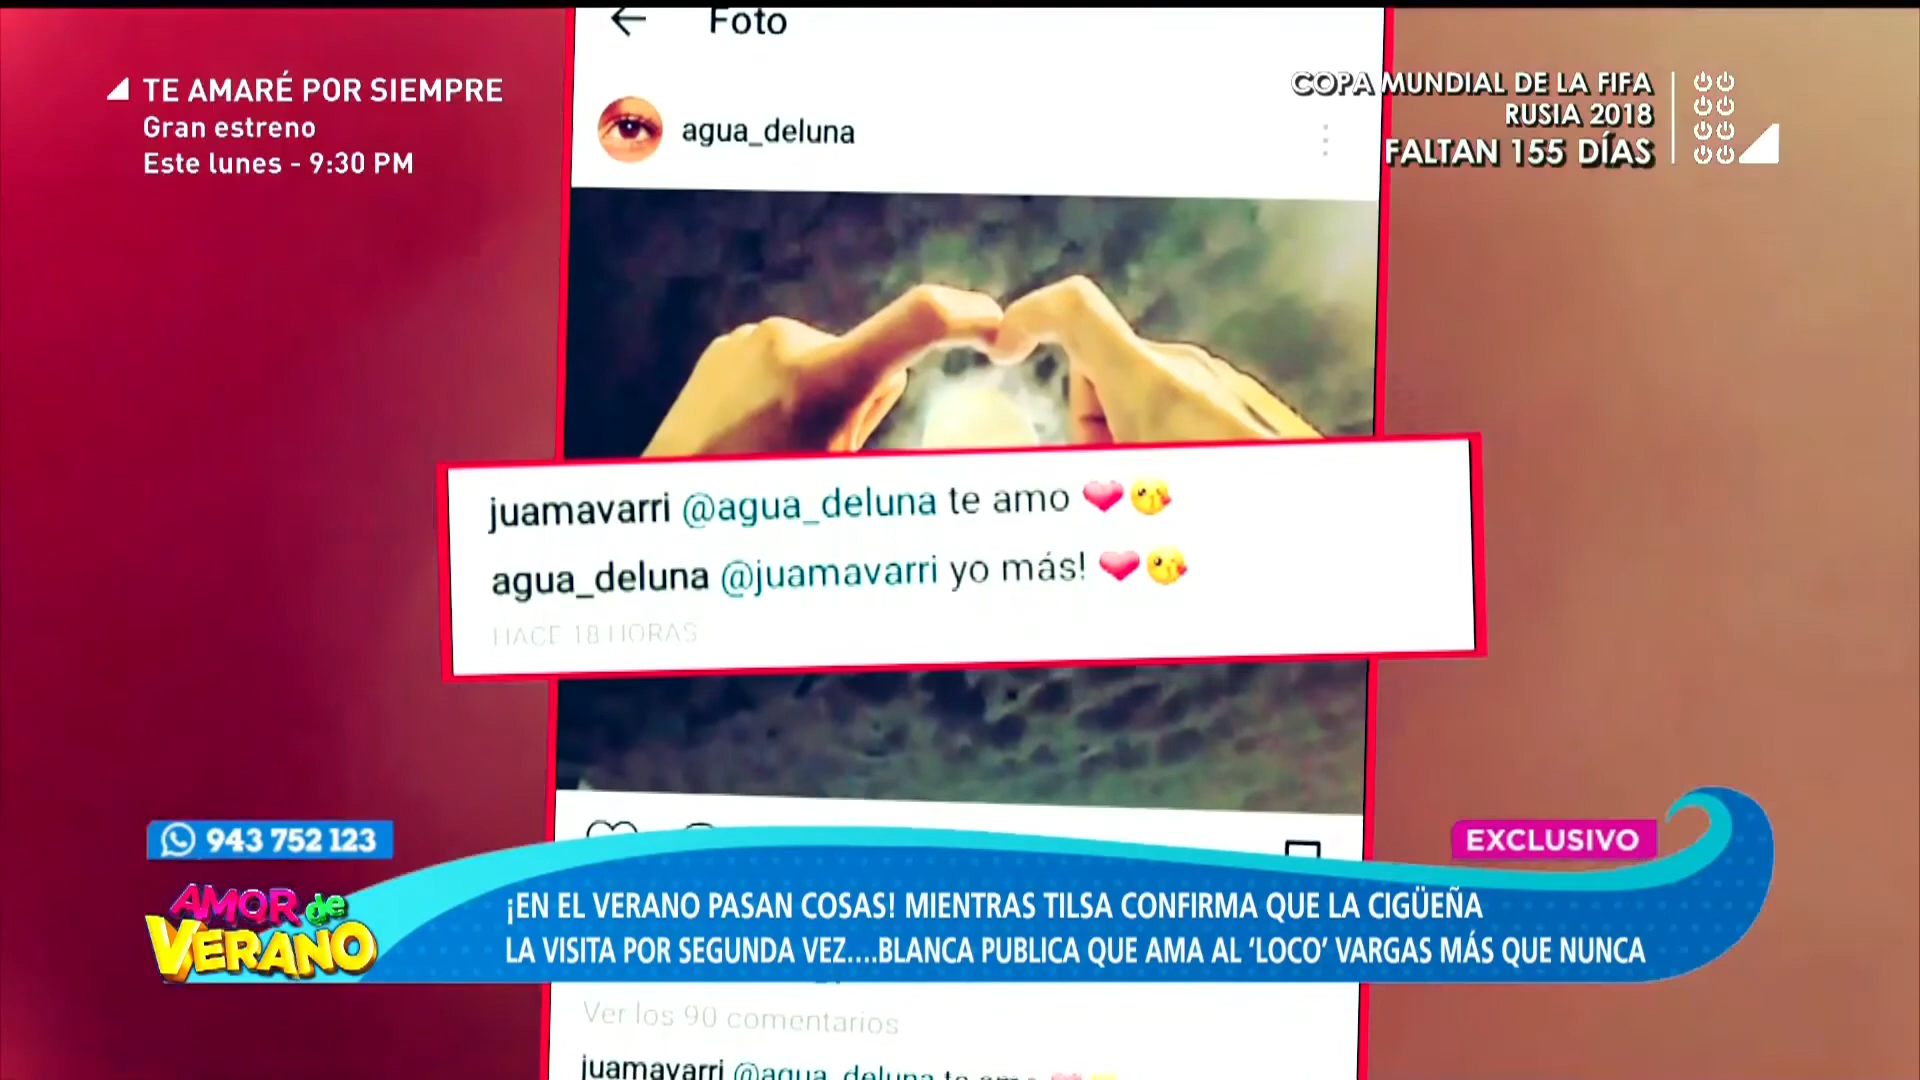 Foto
TE AMARÉ POR SIEMPRE
Gran estreno
Este lunes - 9:30 PM
agua_deluna
COPA MUNDIAL DE LA FIFA
RUSIA 2018
FALTAN 155 DÍAS
juamavarri @agua_deluna te amo ❤️😘
agua_deluna @juamavarri yo más! ❤️😘
HACE 18 HORAS
943 752 123
EXCLUSIVO
AMOR de
VERANO
¡EN EL VERANO PASAN COSAS! MIENTRAS TILSA CONFIRMA QUE LA CIGÜEÑA
LA VISITA POR SEGUNDA VEZ....BLANCA PUBLICA QUE AMA AL ‘LOCO’ VARGAS MÁS QUE NUNCA
Ver los 90 comentarios
juamavarri @agua_deluna te amo ❤️😘